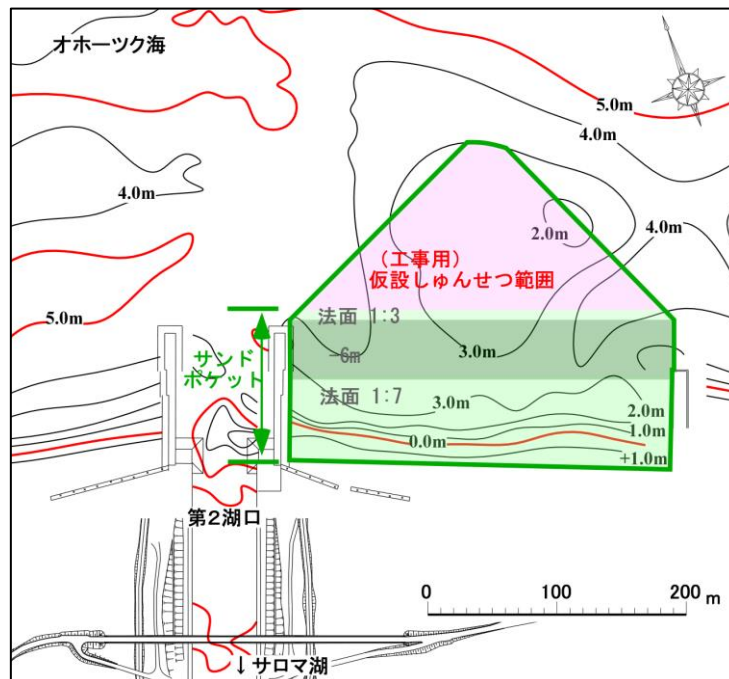 オホーツク海
5.0m
4.0m
4.0m
2.0m
4.0m
(工事用)
仮設しゅんせつ範囲
5.0m
法面 1:3
サンド
ポケット
-6m
3.0m
法面 1:7
3.0m
2.0m
1.0m
0.0m
+1.0m
第2湖口
0 100 200 m
↓サロマ湖